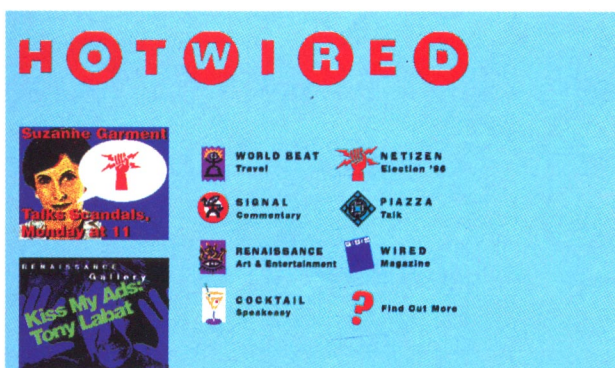 HOTWIRED
Suzanne Garment
Talks Scandals,
Monday at 11
RENAISSANCE
Gallery
Kiss My Ads:
Tony Labat
WORLD BEAT
Travel
SIGNAL
Commentary
RENAISSANCE
Art & Entertainment
COCKTAIL
Speakeasy
NETIZEN
Election '96
PIAZZA
Talk
WIRED
Magazine
Find Out More